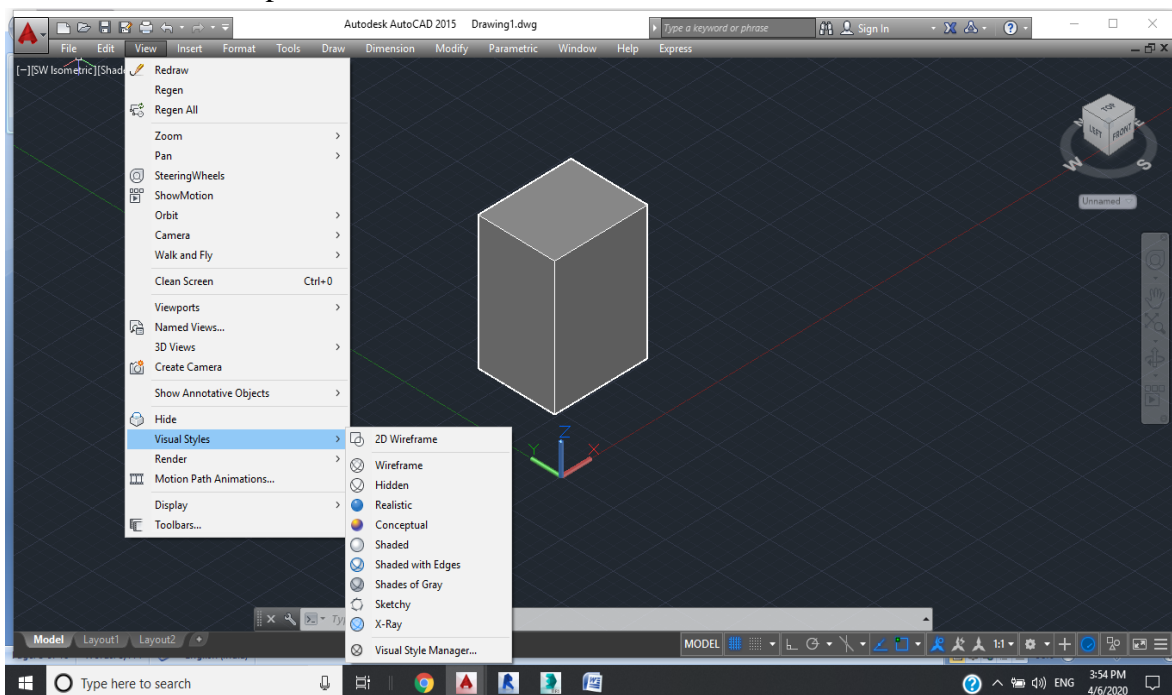 Autodesk AutoCAD 2015 Drawing1.dwg
Type a keyword or phrase
Sign In
File Edit View Insert Format Tools Draw Dimension Modify Parametric Window Help Express
[−][SW Isometric][Shade
Redraw
Regen
Regen All
Zoom
Pan
SteeringWheels
ShowMotion
Orbit
Camera
Walk and Fly
Clean Screen Ctrl+0
Viewports
Named Views...
3D Views
Create Camera
Show Annotative Objects
Hide
Visual Styles
Render
Motion Path Animations...
Display
Toolbars...
2D Wireframe
Wireframe
Hidden
Realistic
Conceptual
Shaded
Shaded with Edges
Shades of Gray
Sketchy
X-Ray
Visual Style Manager...
TOP
LEFT FRONT
W S
Unnamed
Z
Y X
Model Layout1 Layout2 +
MODEL 1:1
Type here to search
ENG
3:54 PM
4/6/2020